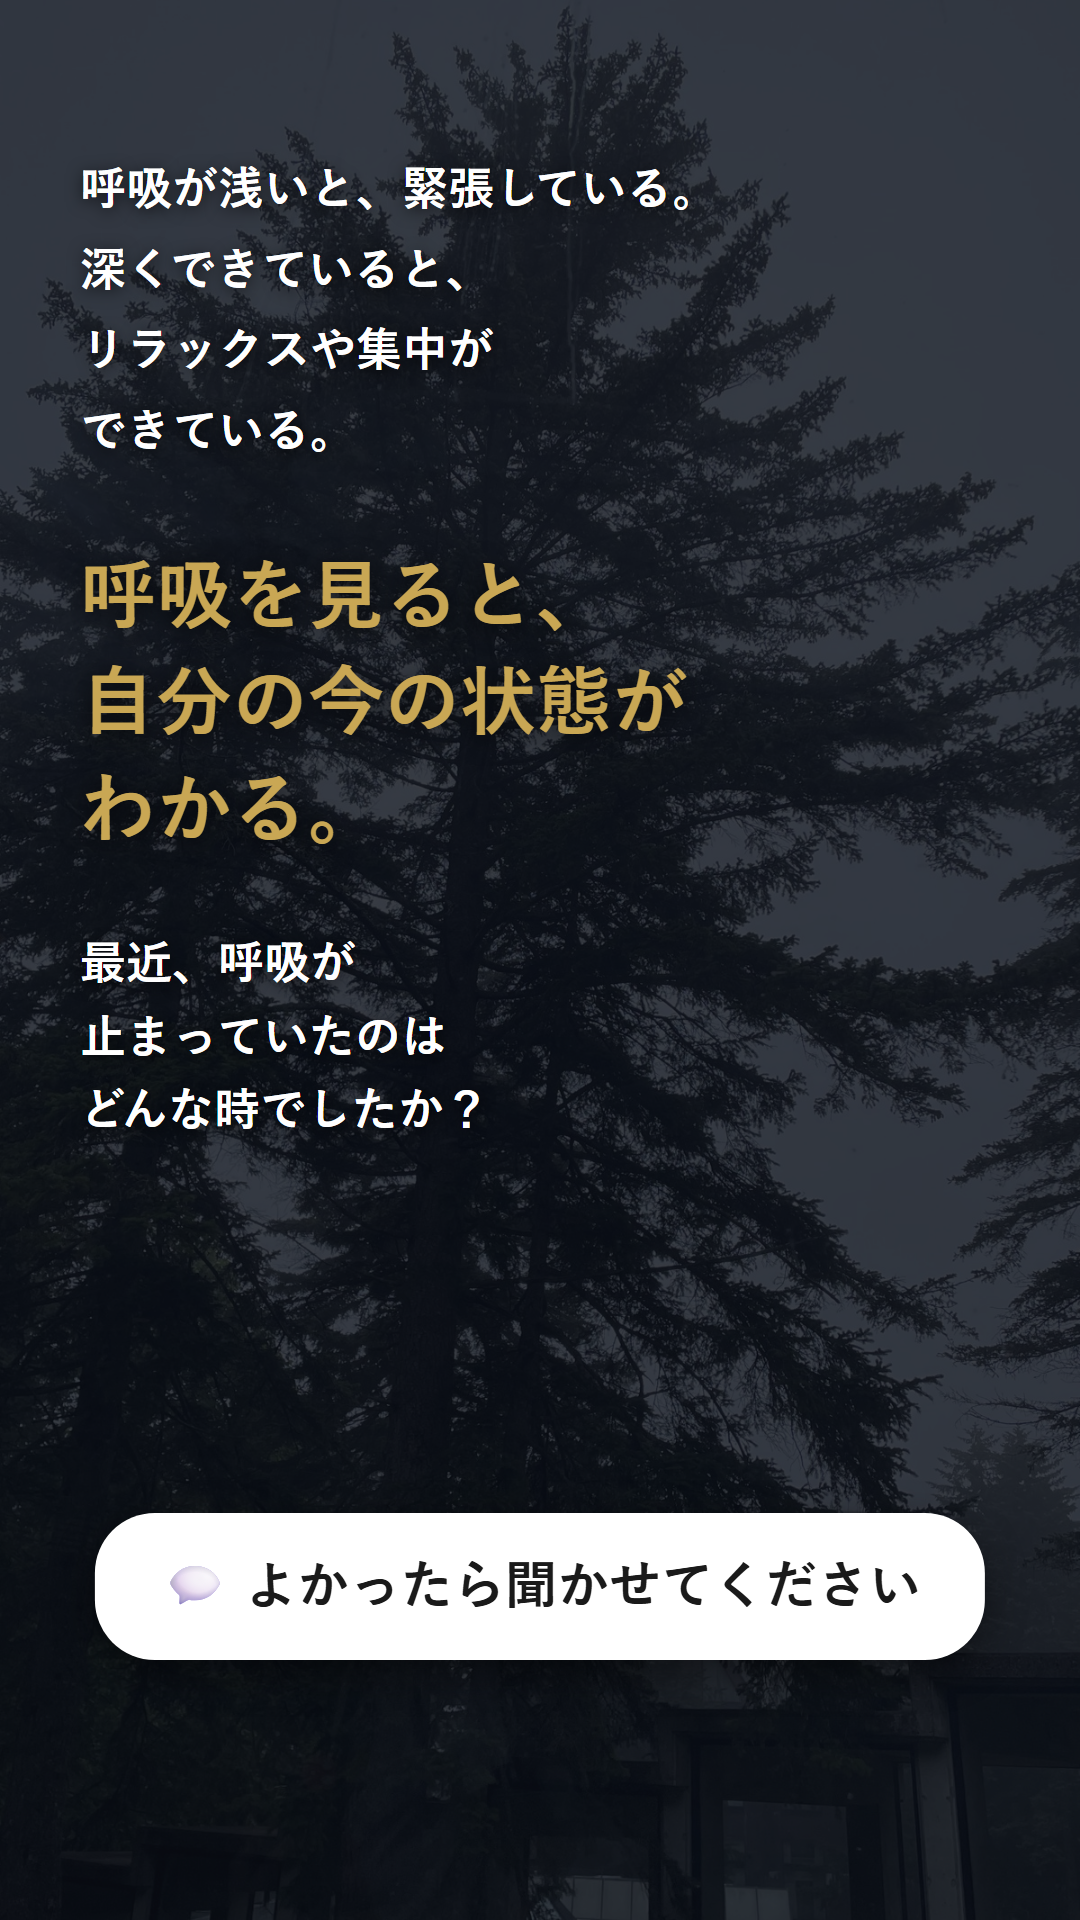 呼吸が浅いと、緊張している。
深くできていると、
リラックスや集中が
できている。
呼吸を見ると、
自分の今の状態が
わかる。
最近、呼吸が
止まっていたのは
どんな時でしたか？
よかったら聞かせてください